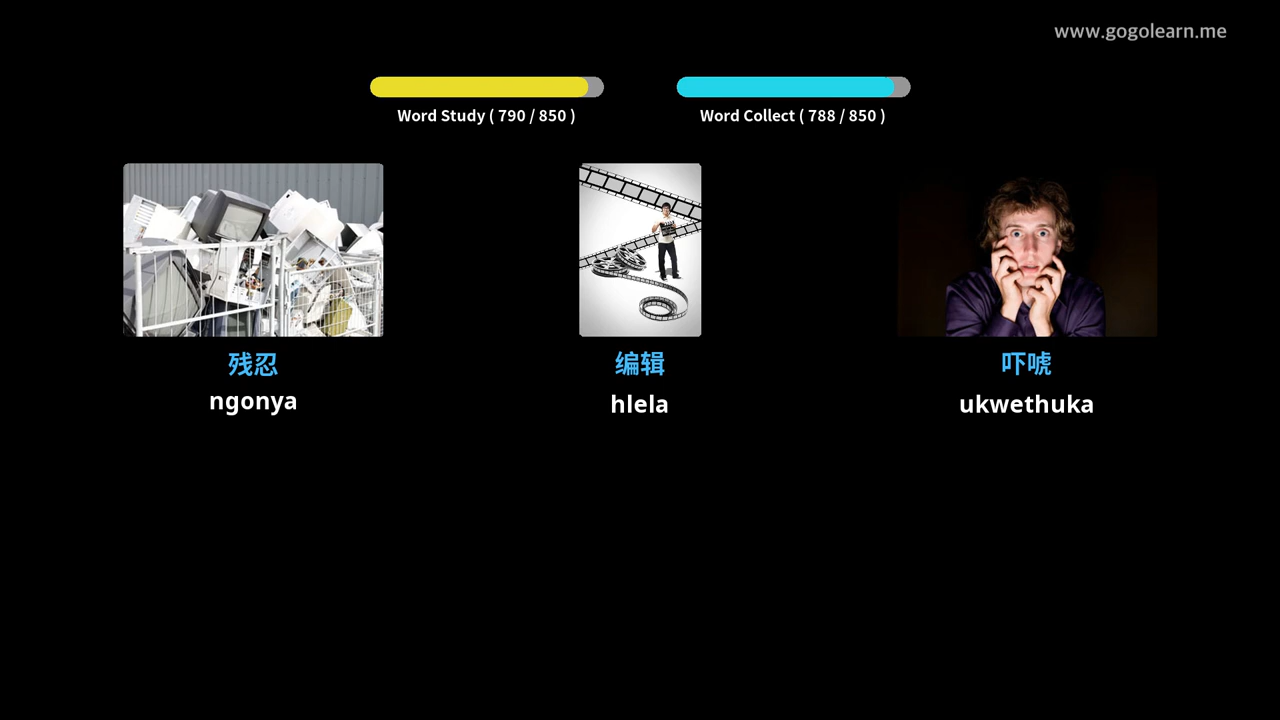 www.gogolearn.me
Word Study ( 790 / 850 )
Word Collect ( 788 / 850 )
残忍
编辑
吓唬
ngonya
hlela
ukwethuka